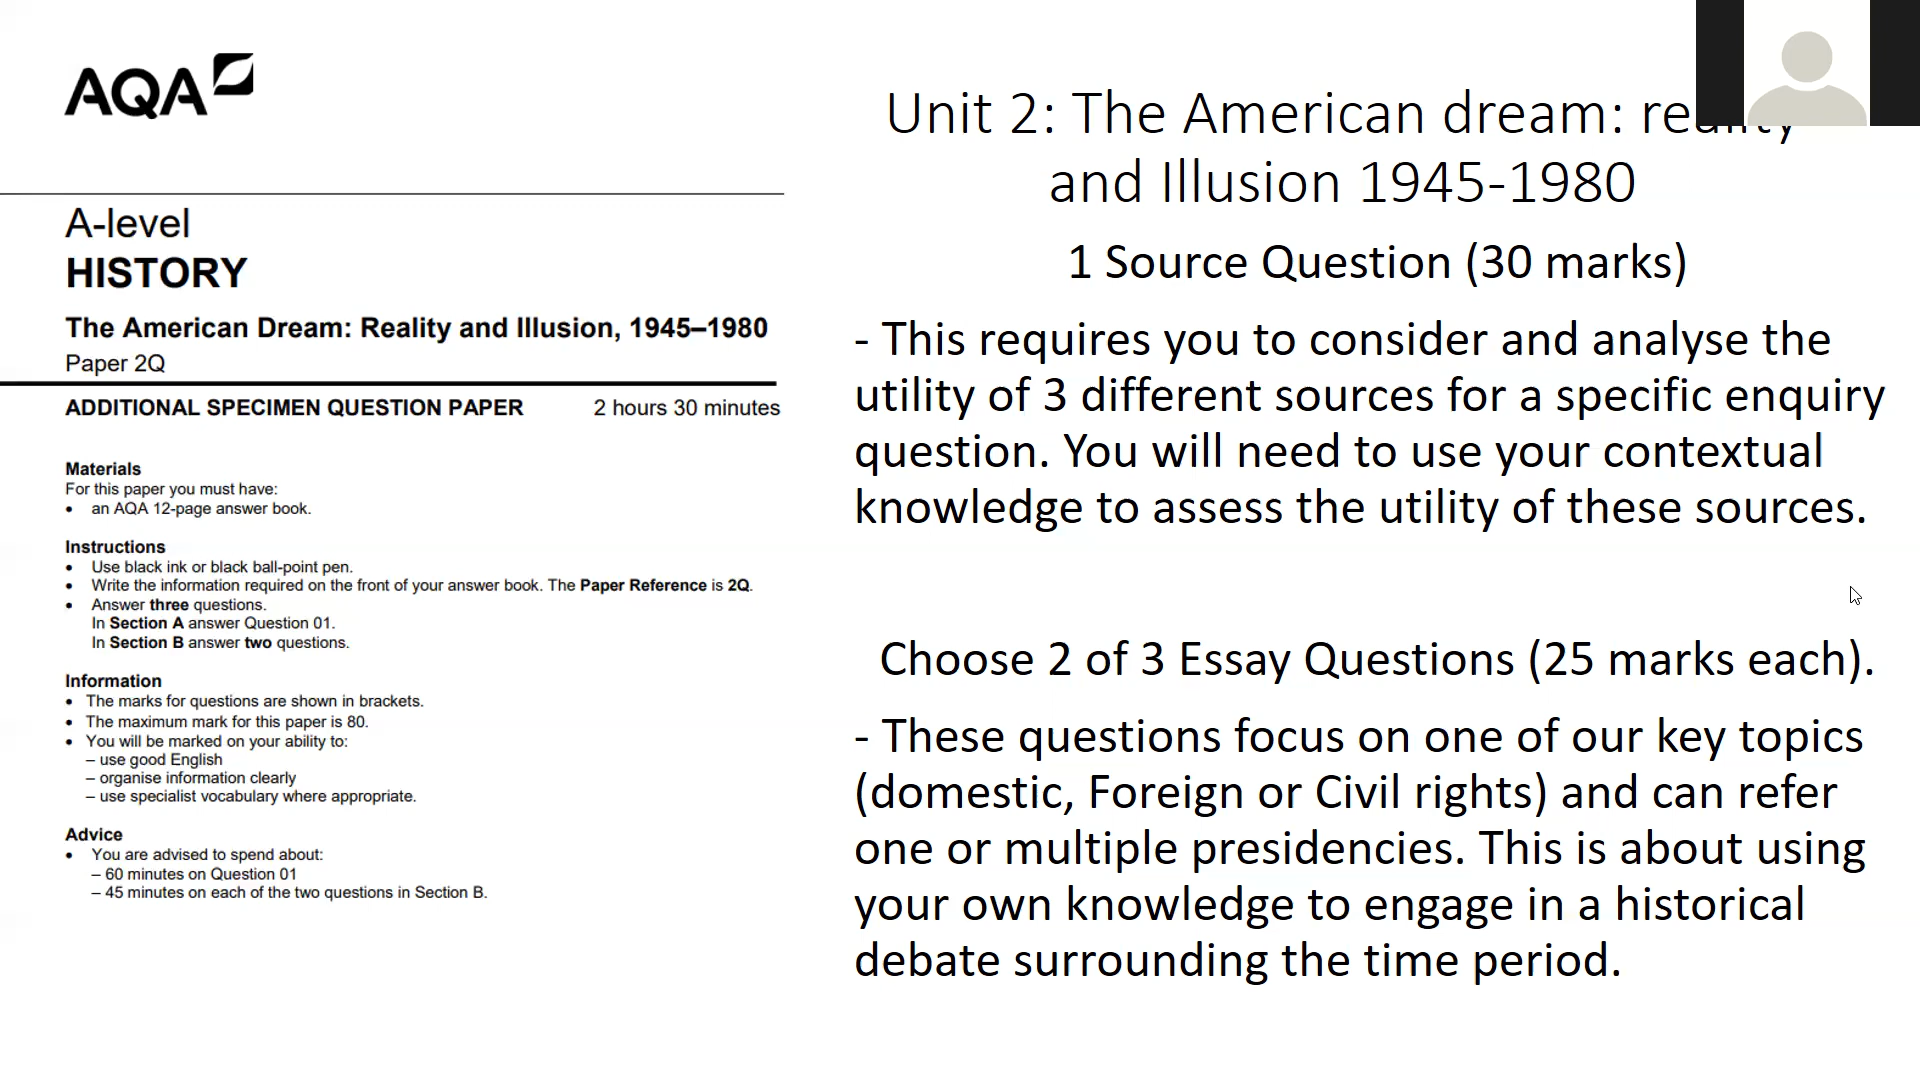 AQA
A-level
HISTORY
The American Dream: Reality and Illusion, 1945–1980
Paper 2Q
ADDITIONAL SPECIMEN QUESTION PAPER 2 hours 30 minutes
Materials
For this paper you must have:
• an AQA 12-page answer book.
Instructions
• Use black ink or black ball-point pen.
• Write the information required on the front of your answer book. The Paper Reference is 2Q.
• Answer three questions.
In Section A answer Question 01.
In Section B answer two questions.
Information
• The marks for questions are shown in brackets.
• The maximum mark for this paper is 80.
• You will be marked on your ability to:
– use good English
– organise information clearly
– use specialist vocabulary where appropriate.
Advice
• You are advised to spend about:
– 60 minutes on Question 01
– 45 minutes on each of the two questions in Section B.
Unit 2: The American dream: reality
and Illusion 1945-1980
1 Source Question (30 marks)
- This requires you to consider and analyse the
utility of 3 different sources for a specific enquiry
question. You will need to use your contextual
knowledge to assess the utility of these sources.
Choose 2 of 3 Essay Questions (25 marks each).
- These questions focus on one of our key topics
(domestic, Foreign or Civil rights) and can refer
one or multiple presidencies. This is about using
your own knowledge to engage in a historical
debate surrounding the time period.